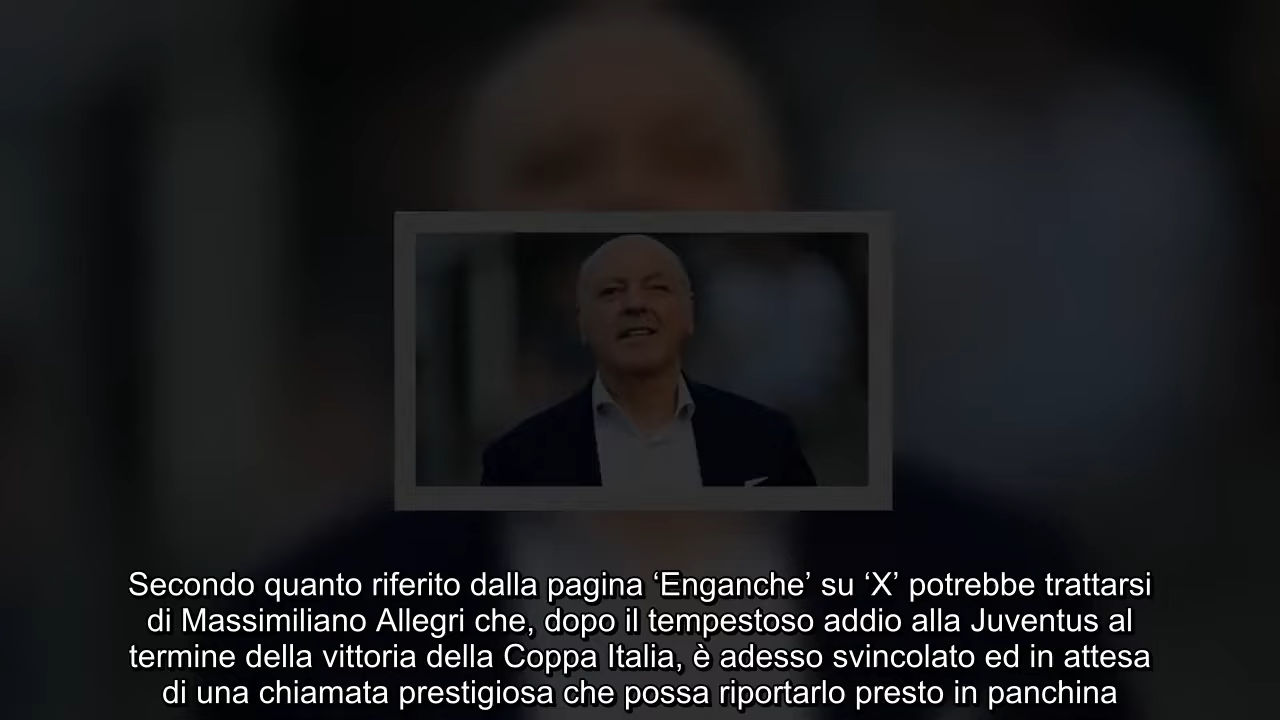 Secondo quanto riferito dalla pagina ‘Enganche’ su ‘X’ potrebbe trattarsi
di Massimiliano Allegri che, dopo il tempestoso addio alla Juventus al
termine della vittoria della Coppa Italia, è adesso svincolato ed in attesa
di una chiamata prestigiosa che possa riportarlo presto in panchina